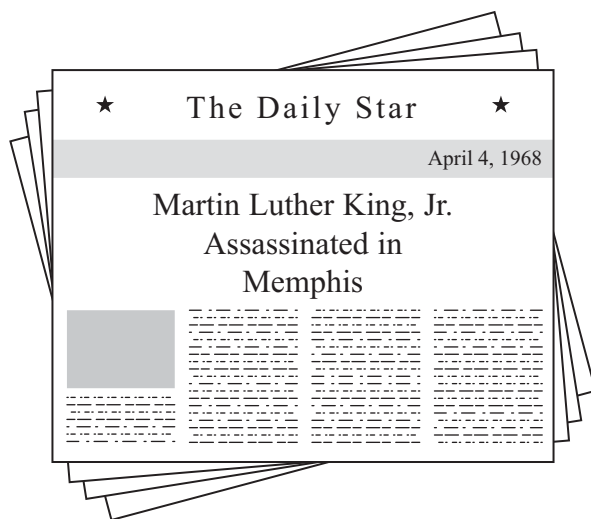 The Daily Star
April 4, 1968
Martin Luther King, Jr.
Assassinated in
Memphis